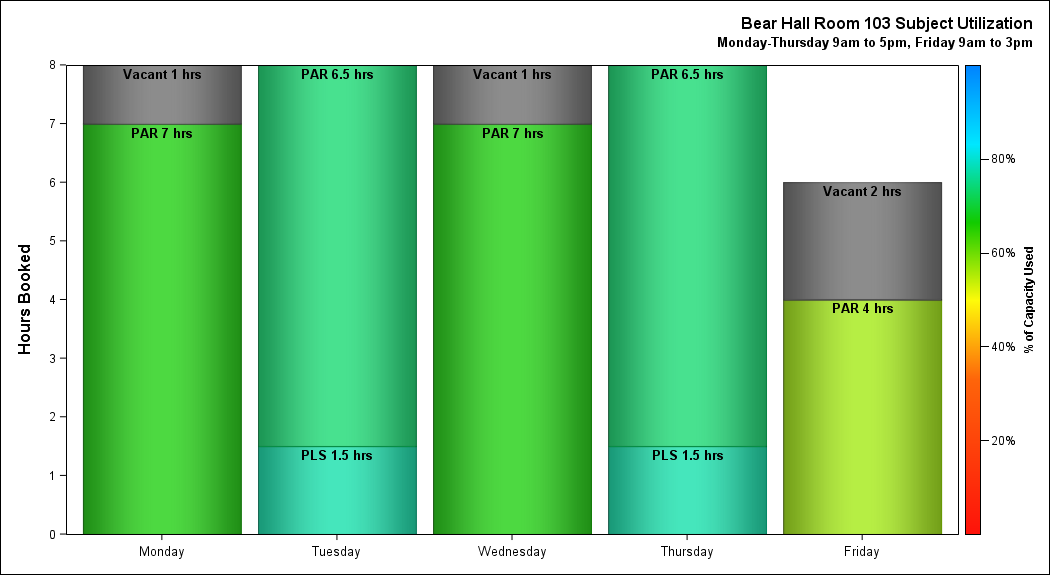 Bear Hall Room 103 Subject Utilization
Monday-Thursday 9am to 5pm, Friday 9am to 3pm
Hours Booked
8
7
6
5
4
3
2
1
0
Vacant 1 hrs
PAR 7 hrs
PAR 6.5 hrs
PLS 1.5 hrs
Vacant 1 hrs
PAR 7 hrs
PAR 6.5 hrs
PLS 1.5 hrs
Vacant 2 hrs
PAR 4 hrs
Monday
Tuesday
Wednesday
Thursday
Friday
80%
60%
40%
20%
% of Capacity Used